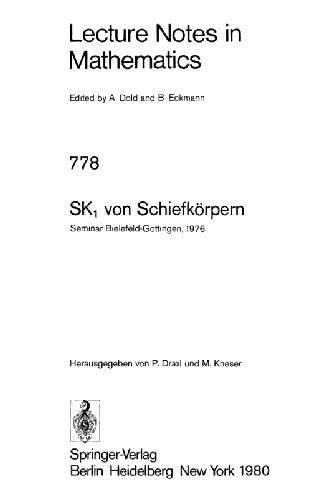 Lecture Notes in
Mathematics
Edited by A. Dold and B. Eckmann
778
SK₁ von Schiefkörpern
Seminar Bielefeld-Göttingen, 1976
Herausgegeben von P. Draxl und M. Kneser
Springer-Verlag
Berlin Heidelberg New York 1980